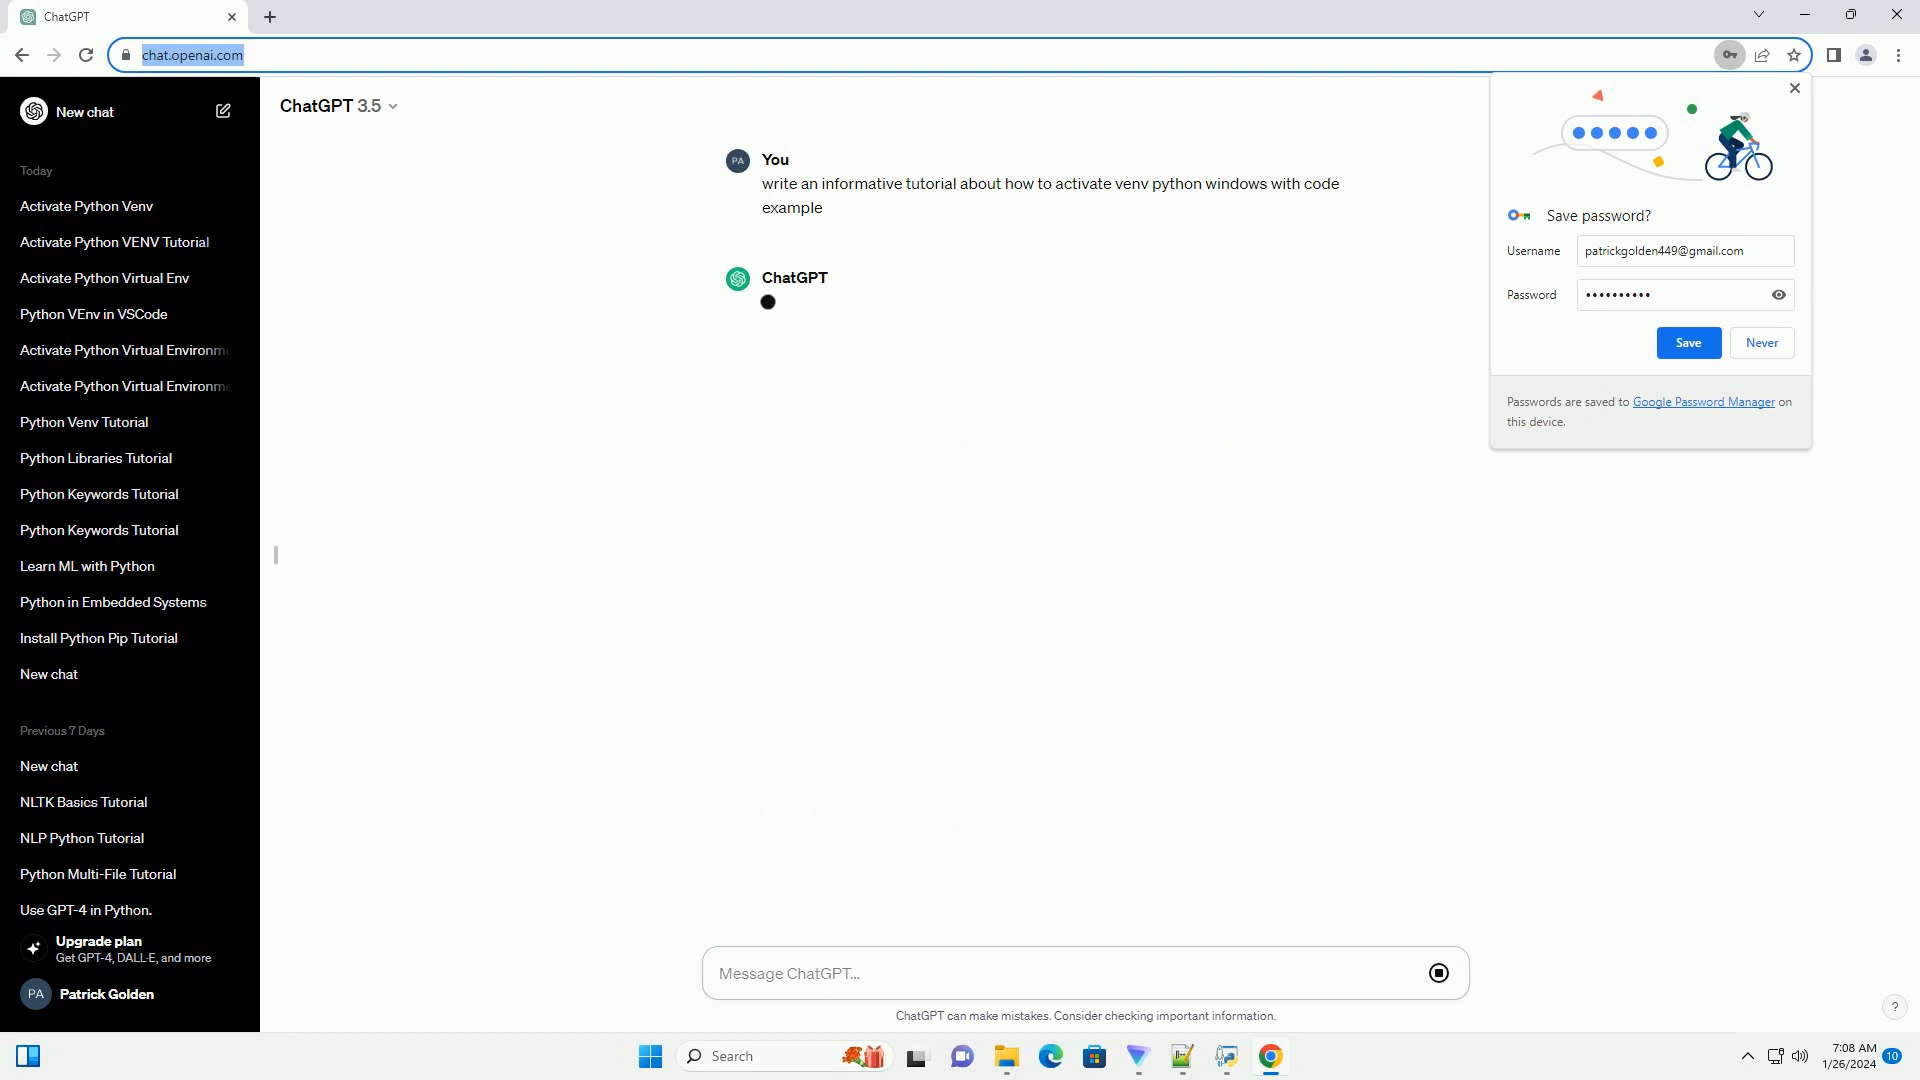 ChatGPT
chat.openai.com
New chat
Today
Activate Python Venv
Activate Python VENV Tutorial
Activate Python Virtual Env
Python VEnv in VSCode
Activate Python Virtual Environme
Activate Python Virtual Environme
Python Venv Tutorial
Python Libraries Tutorial
Python Keywords Tutorial
Python Keywords Tutorial
Learn ML with Python
Python in Embedded Systems
Install Python Pip Tutorial
New chat
Previous 7 Days
New chat
NLTK Basics Tutorial
NLP Python Tutorial
Python Multi-File Tutorial
Use GPT-4 in Python.
Upgrade plan
Get GPT-4, DALL·E, and more
PA Patrick Golden
ChatGPT 3.5
PA You
write an informative tutorial about how to activate venv python windows with code
example
ChatGPT
Message ChatGPT...
ChatGPT can make mistakes. Consider checking important information.
?
Save password?
Username patrickgolden449@gmail.com
Password ••••••••••
Save Never
Passwords are saved to Google Password Manager on
this device.
Search
7:08 AM
1/26/2024
10